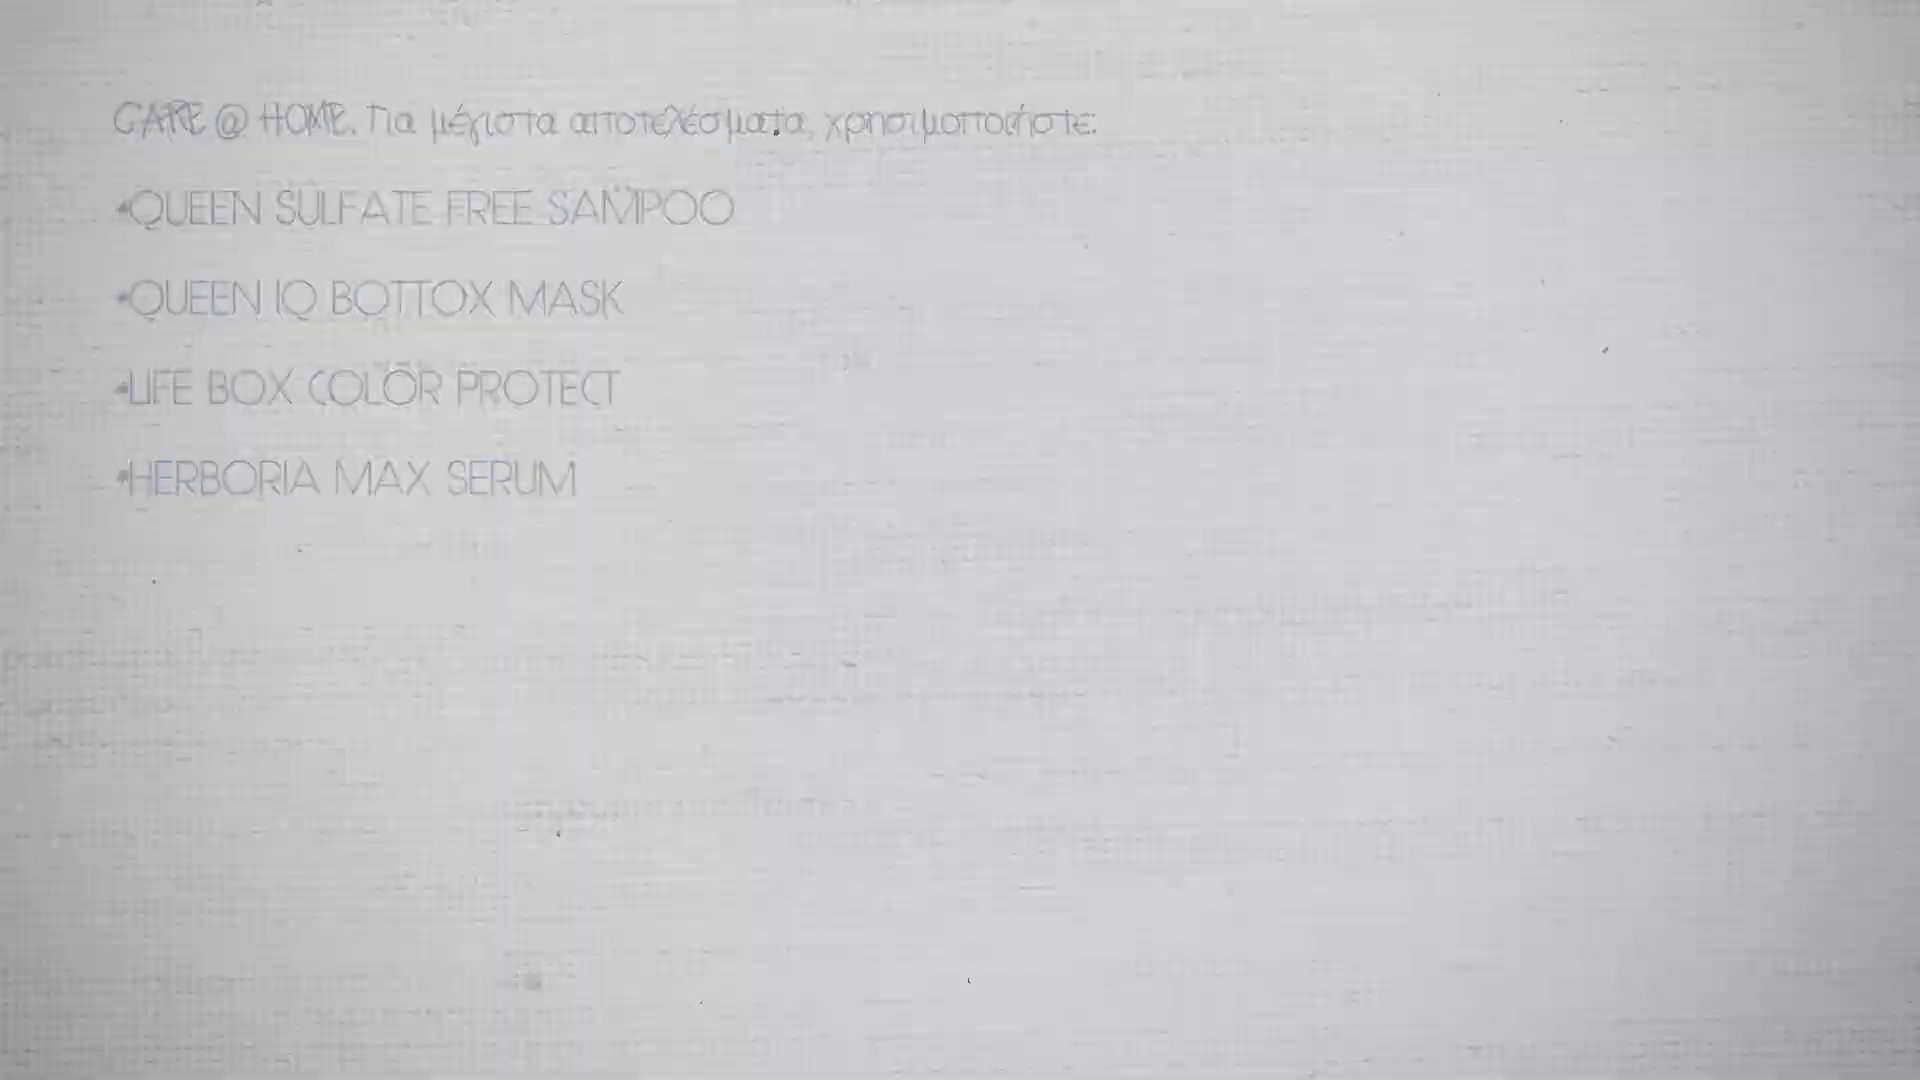 CARE @ HOME. Για μέγιστα αποτελέσματα, χρησιμοποιήστε:
•QUEEN SULFATE FREE SAMPOO
•QUEEN IQ BOTTOX MASK
•LIFE BOX COLOR PROTECT
•HERBORIA MAX SERUM